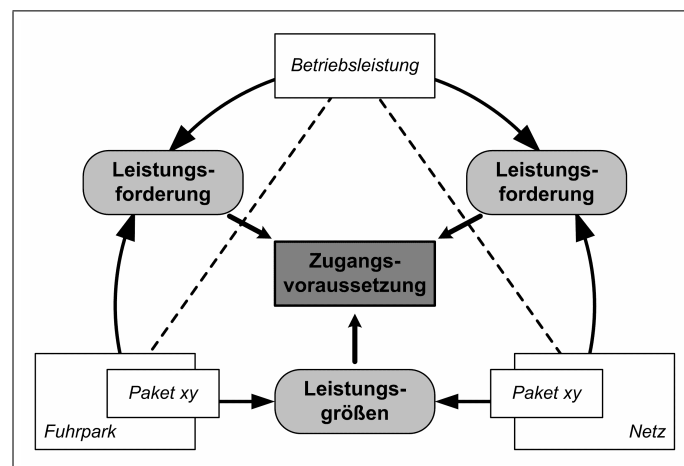 Betriebsleistung
Leistungs-
forderung
Leistungs-
forderung
Zugangs-
voraussetzung
Paket xy
Fuhrpark
Leistungs-
größen
Paket xy
Netz